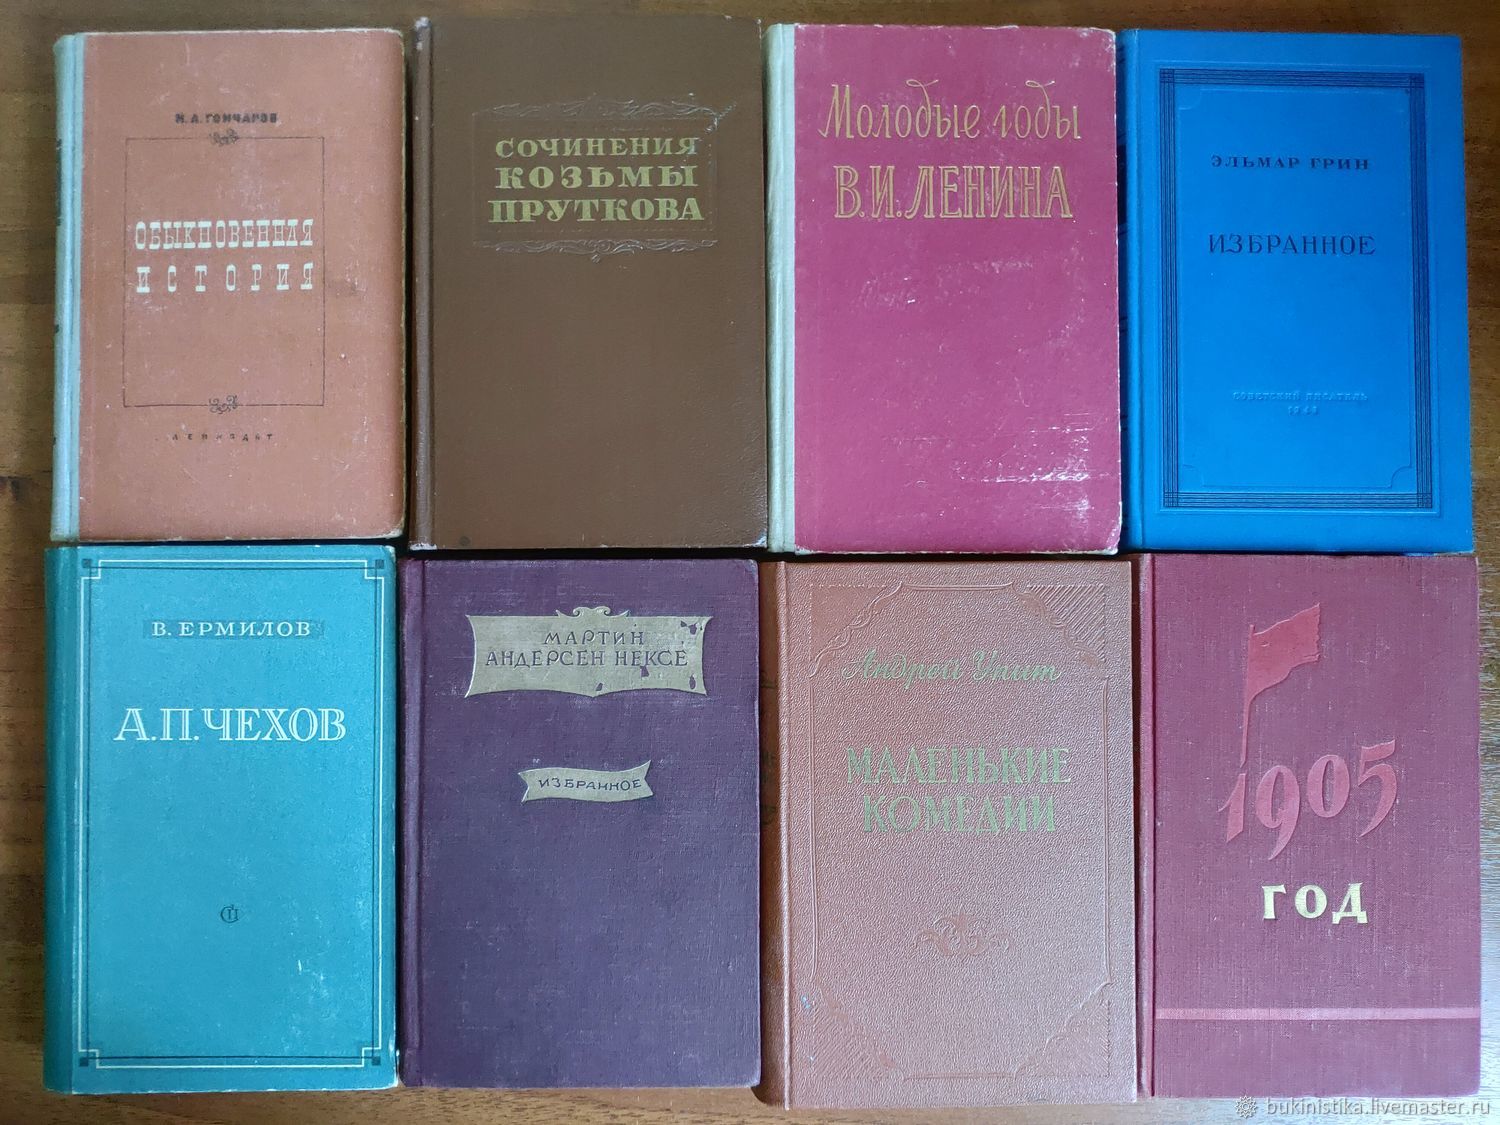 И. А. ГОНЧАРОВ
ОБЫКНОВЕННАЯ
ИСТОРИЯ
ЛЕНИЗДАТ
СОЧИНЕНИЯ
КОЗЬМЫ
ПРУТКОВА
Молодые годы
В.И.ЛЕНИНА
ЭЛЬМАР ГРИН
ИЗБРАННОЕ
СОВЕТСКИЙ ПИСАТЕЛЬ
В. ЕРМИЛОВ
А.П.ЧЕХОВ
МАРТИН
АНДЕРСЕН НЕКСЕ
ИЗБРАННОЕ
Андрей Упит
МАЛЕНЬКИЕ
КОМЕДИИ
1905
ГОД
bukinistika.livemaster.ru